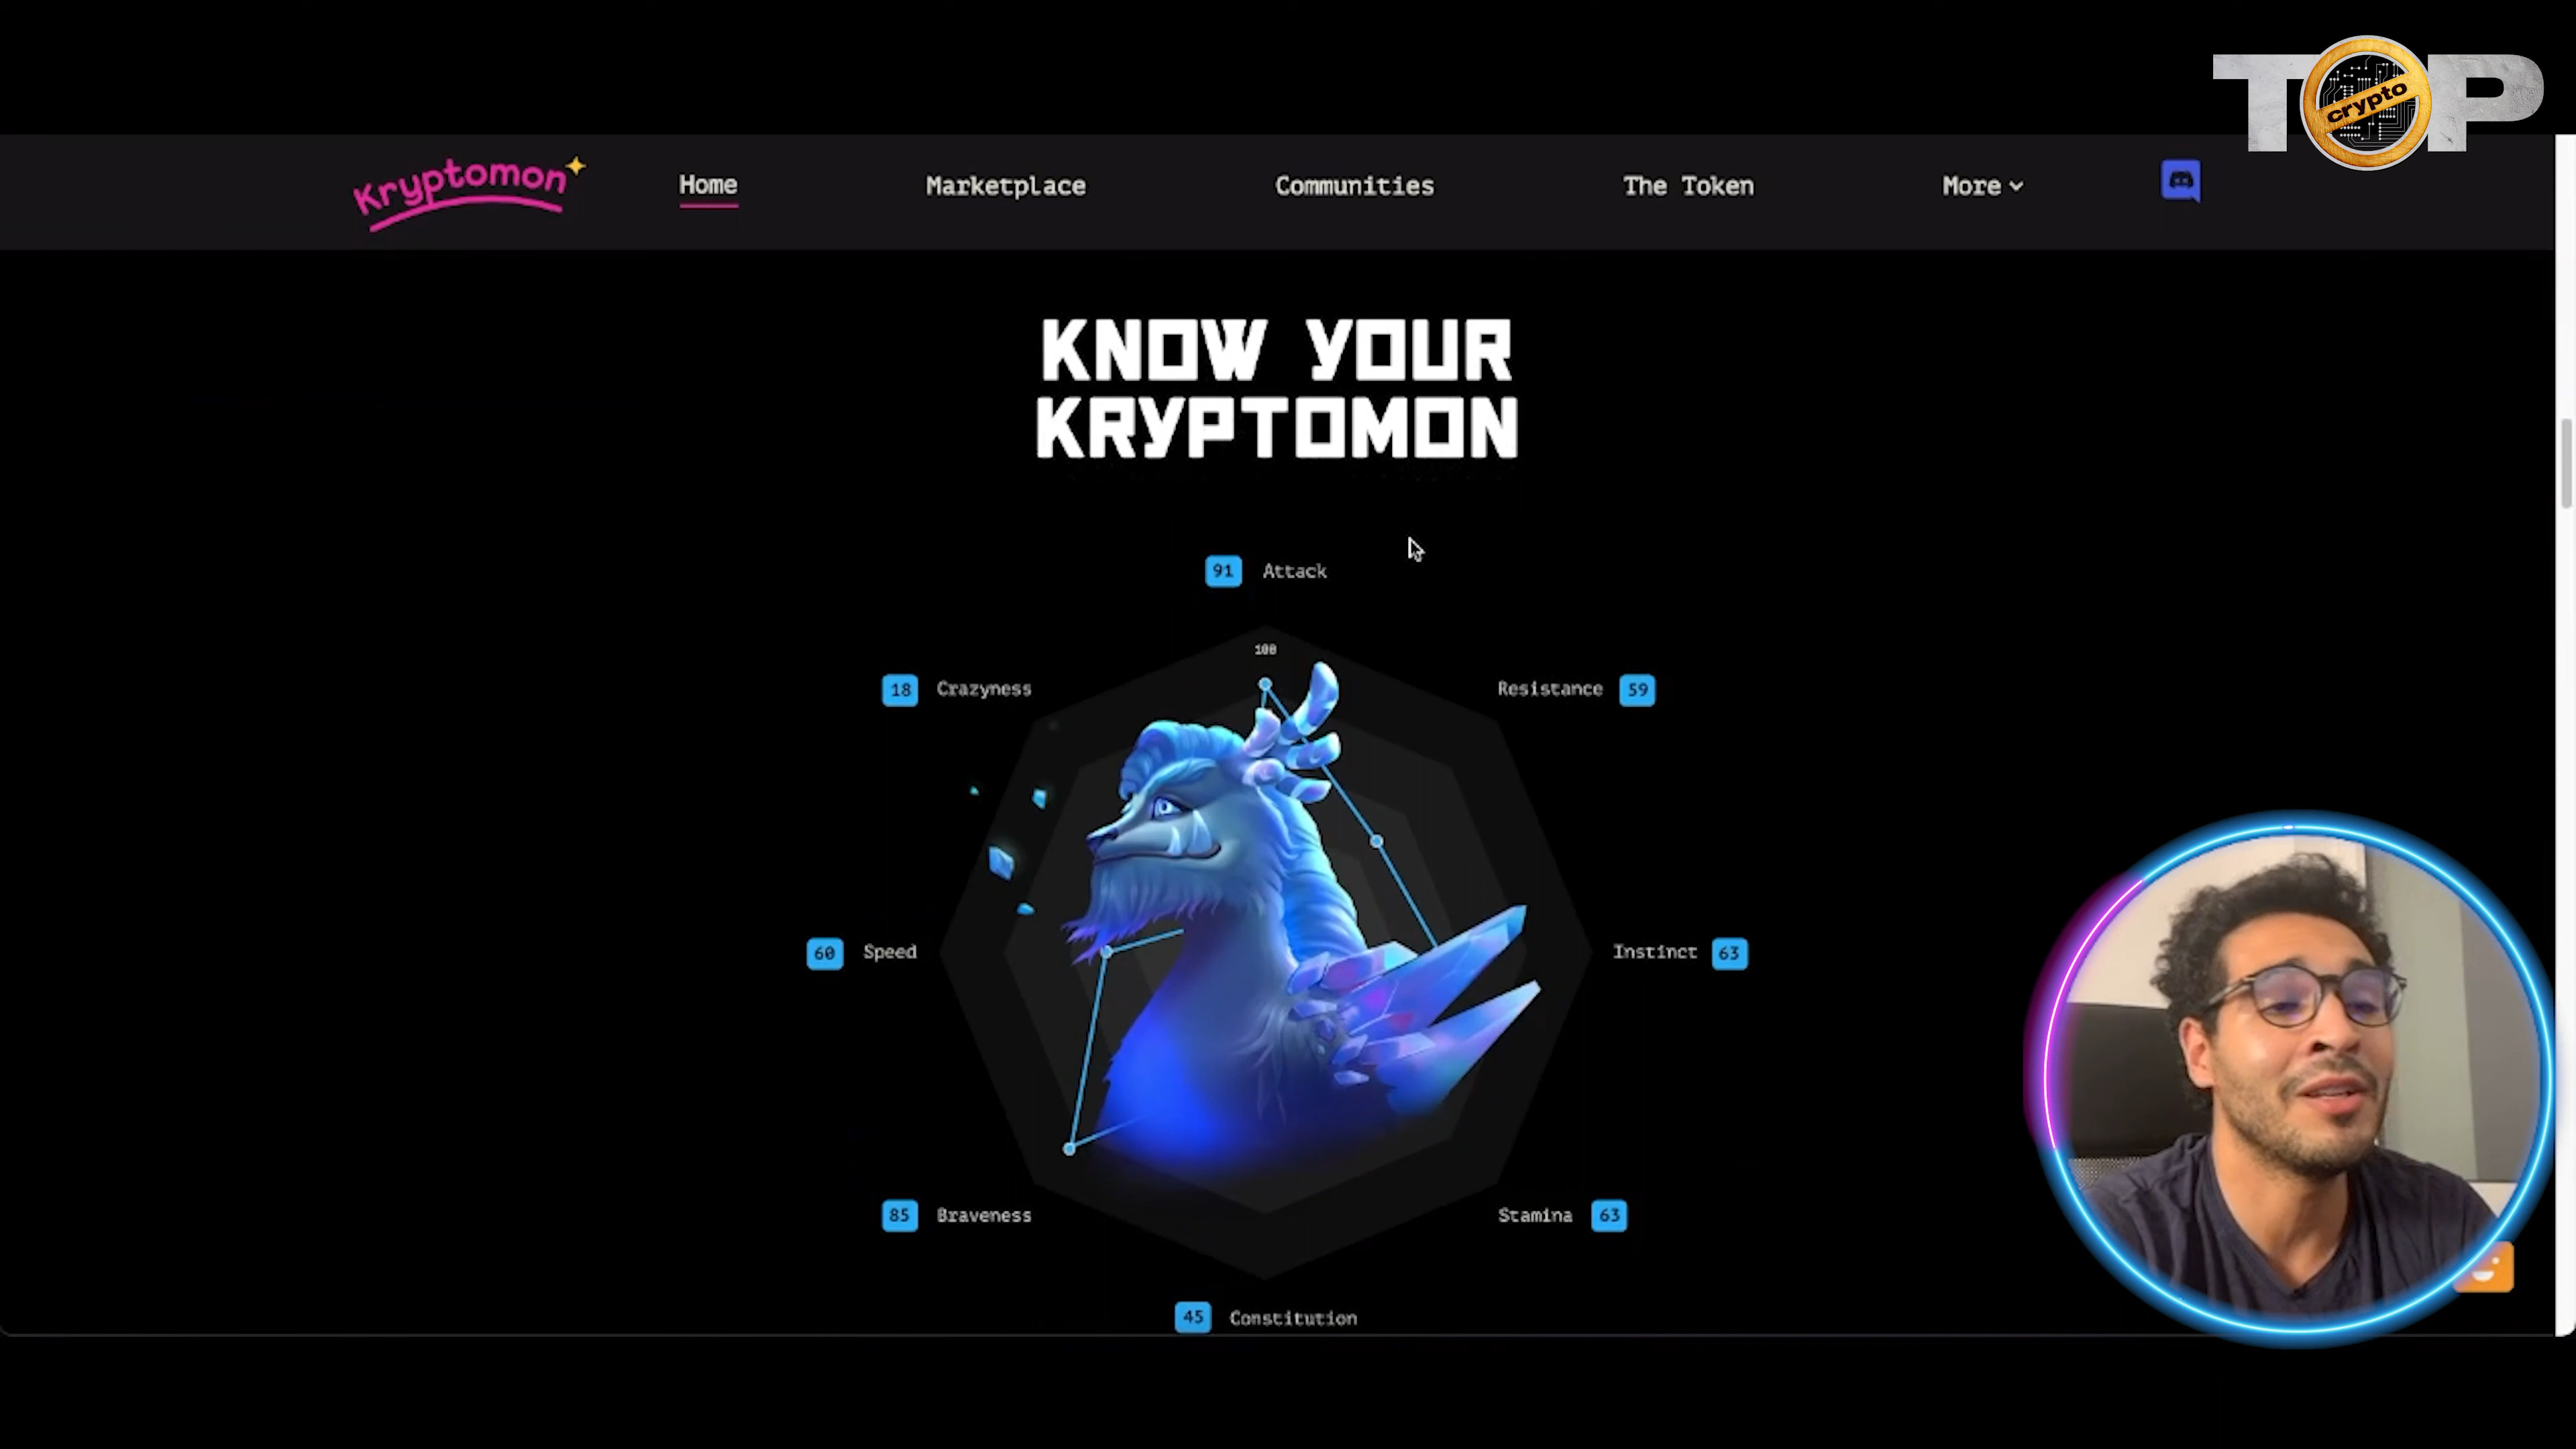 TOP
crypto
Kryptomon
Home
Marketplace
Communities
The Token
More
KNOW YOUR
KRYPTOMON
91 Attack
100
18 Crazyness
Resistance 59
60 Speed
Instinct 63
85 Braveness
Stamina 63
45 Constitution